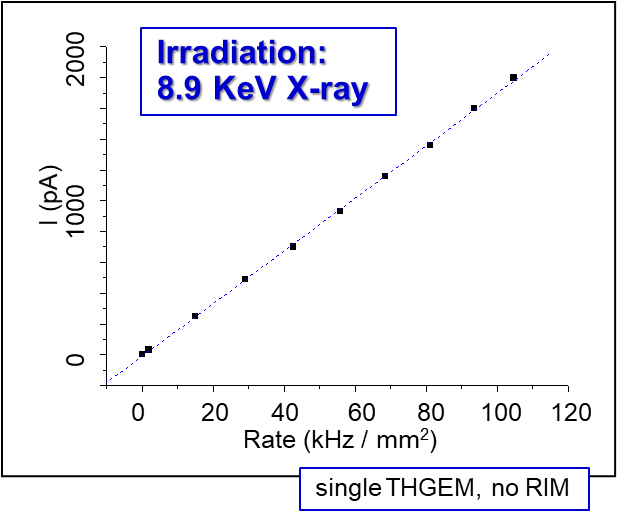 Irradiation:
8.9 KeV X-ray
2000
1000
0
I (pA)
0 20 40 60 80 100 120
Rate (kHz / mm²)
single THGEM, no RIM